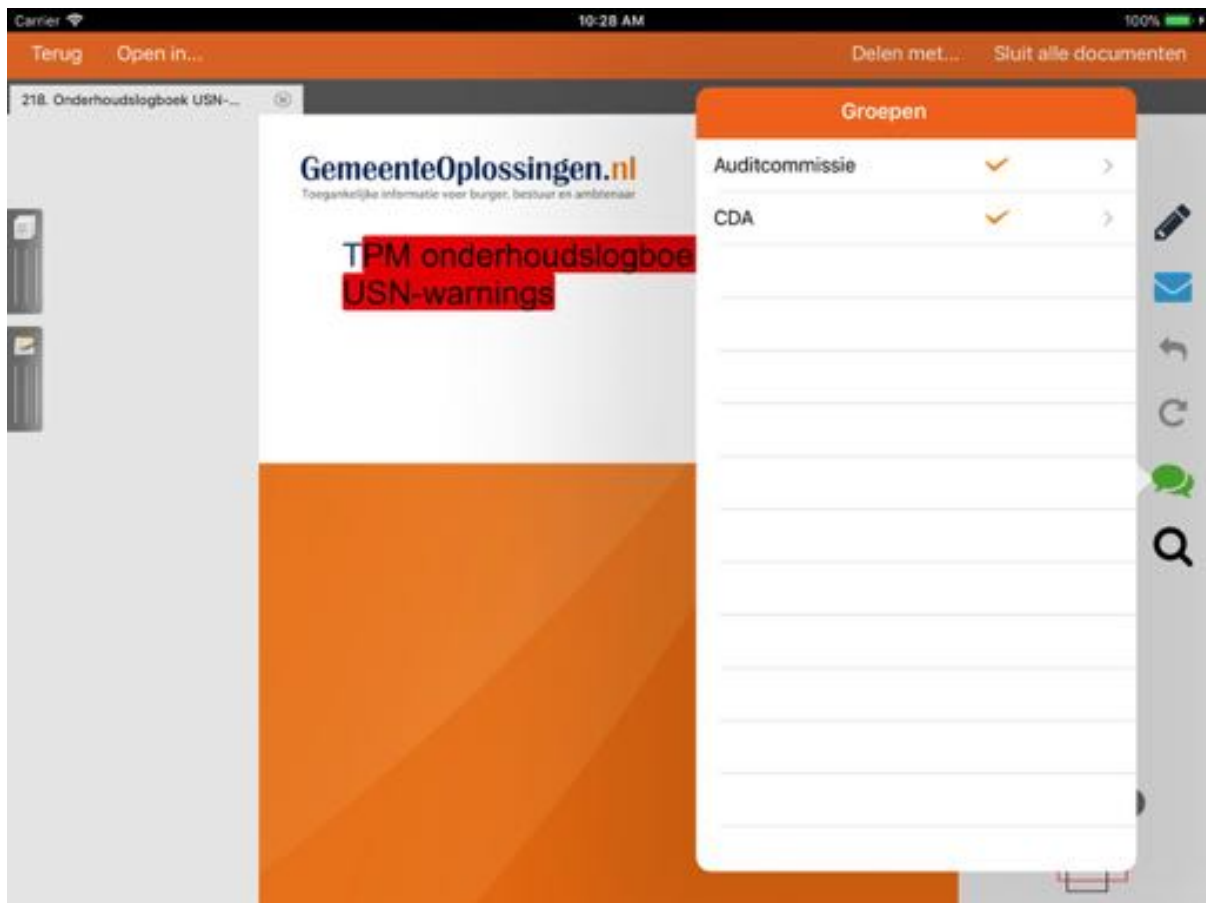 Carrier 10:28 AM 100%
Terug Open in... Delen met... Sluit alle documenten
218. Onderhoudslogboek USN-...
Groepen
GemeenteOplossingen.nl
Toegankelijke informatie voor burger, bestuur en ambtenaar
Auditcommissie
CDA
TPM onderhoudslogboe
USN-warnings